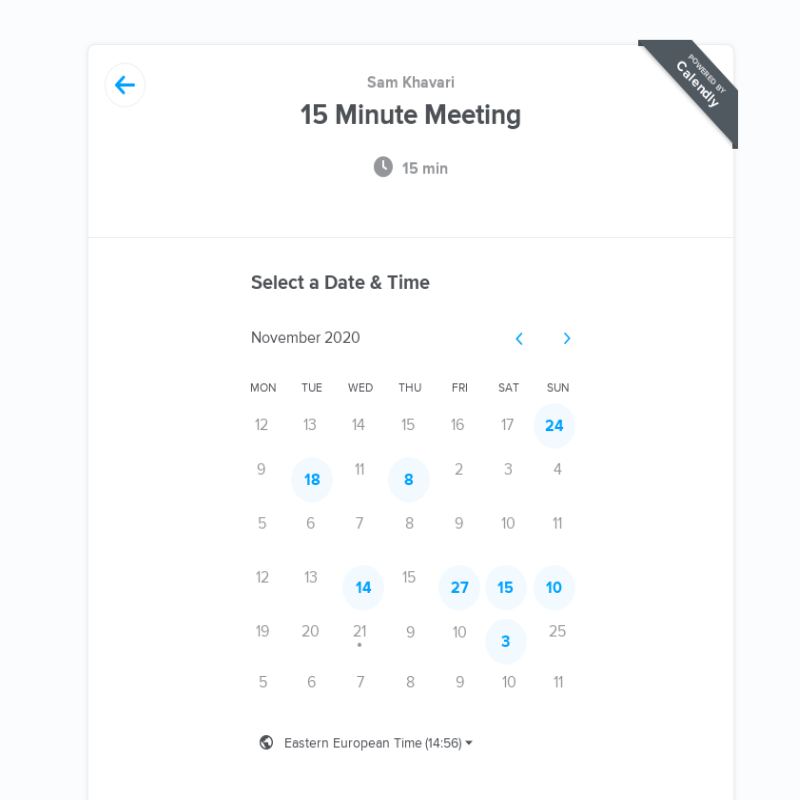 POWERED BY
Calendly
Sam Khavari
15 Minute Meeting
15 min
Select a Date & Time
November 2020
MON TUE WED THU FRI SAT SUN
12 13 14 15 16 17 24
9 18 11 8 2 3 4
5 6 7 8 9 10 11
12 13 14 15 27 15 10
19 20 21 9 10 3 25
5 6 7 8 9 10 11
Eastern European Time (14:56)